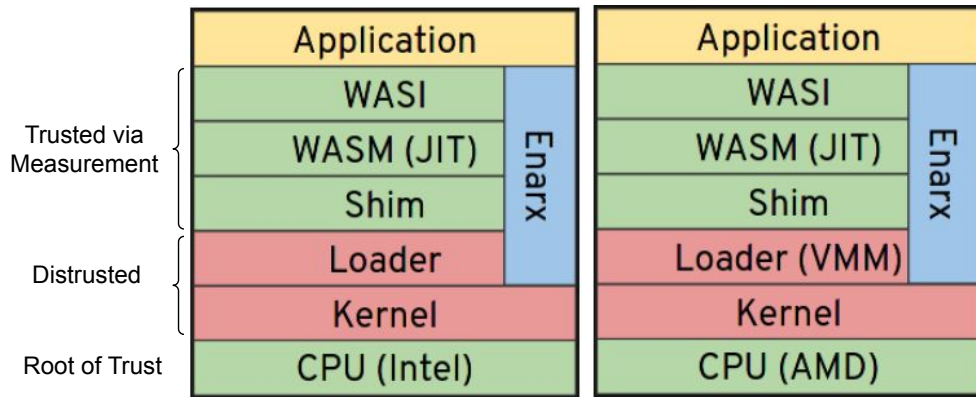 Trusted via
Measurement
Distrusted
Root of Trust
Application
WASI
WASM (JIT)
Shim
Loader
Kernel
CPU (Intel)
Enarx
Application
WASI
WASM (JIT)
Shim
Loader (VMM)
Kernel
CPU (AMD)
Enarx